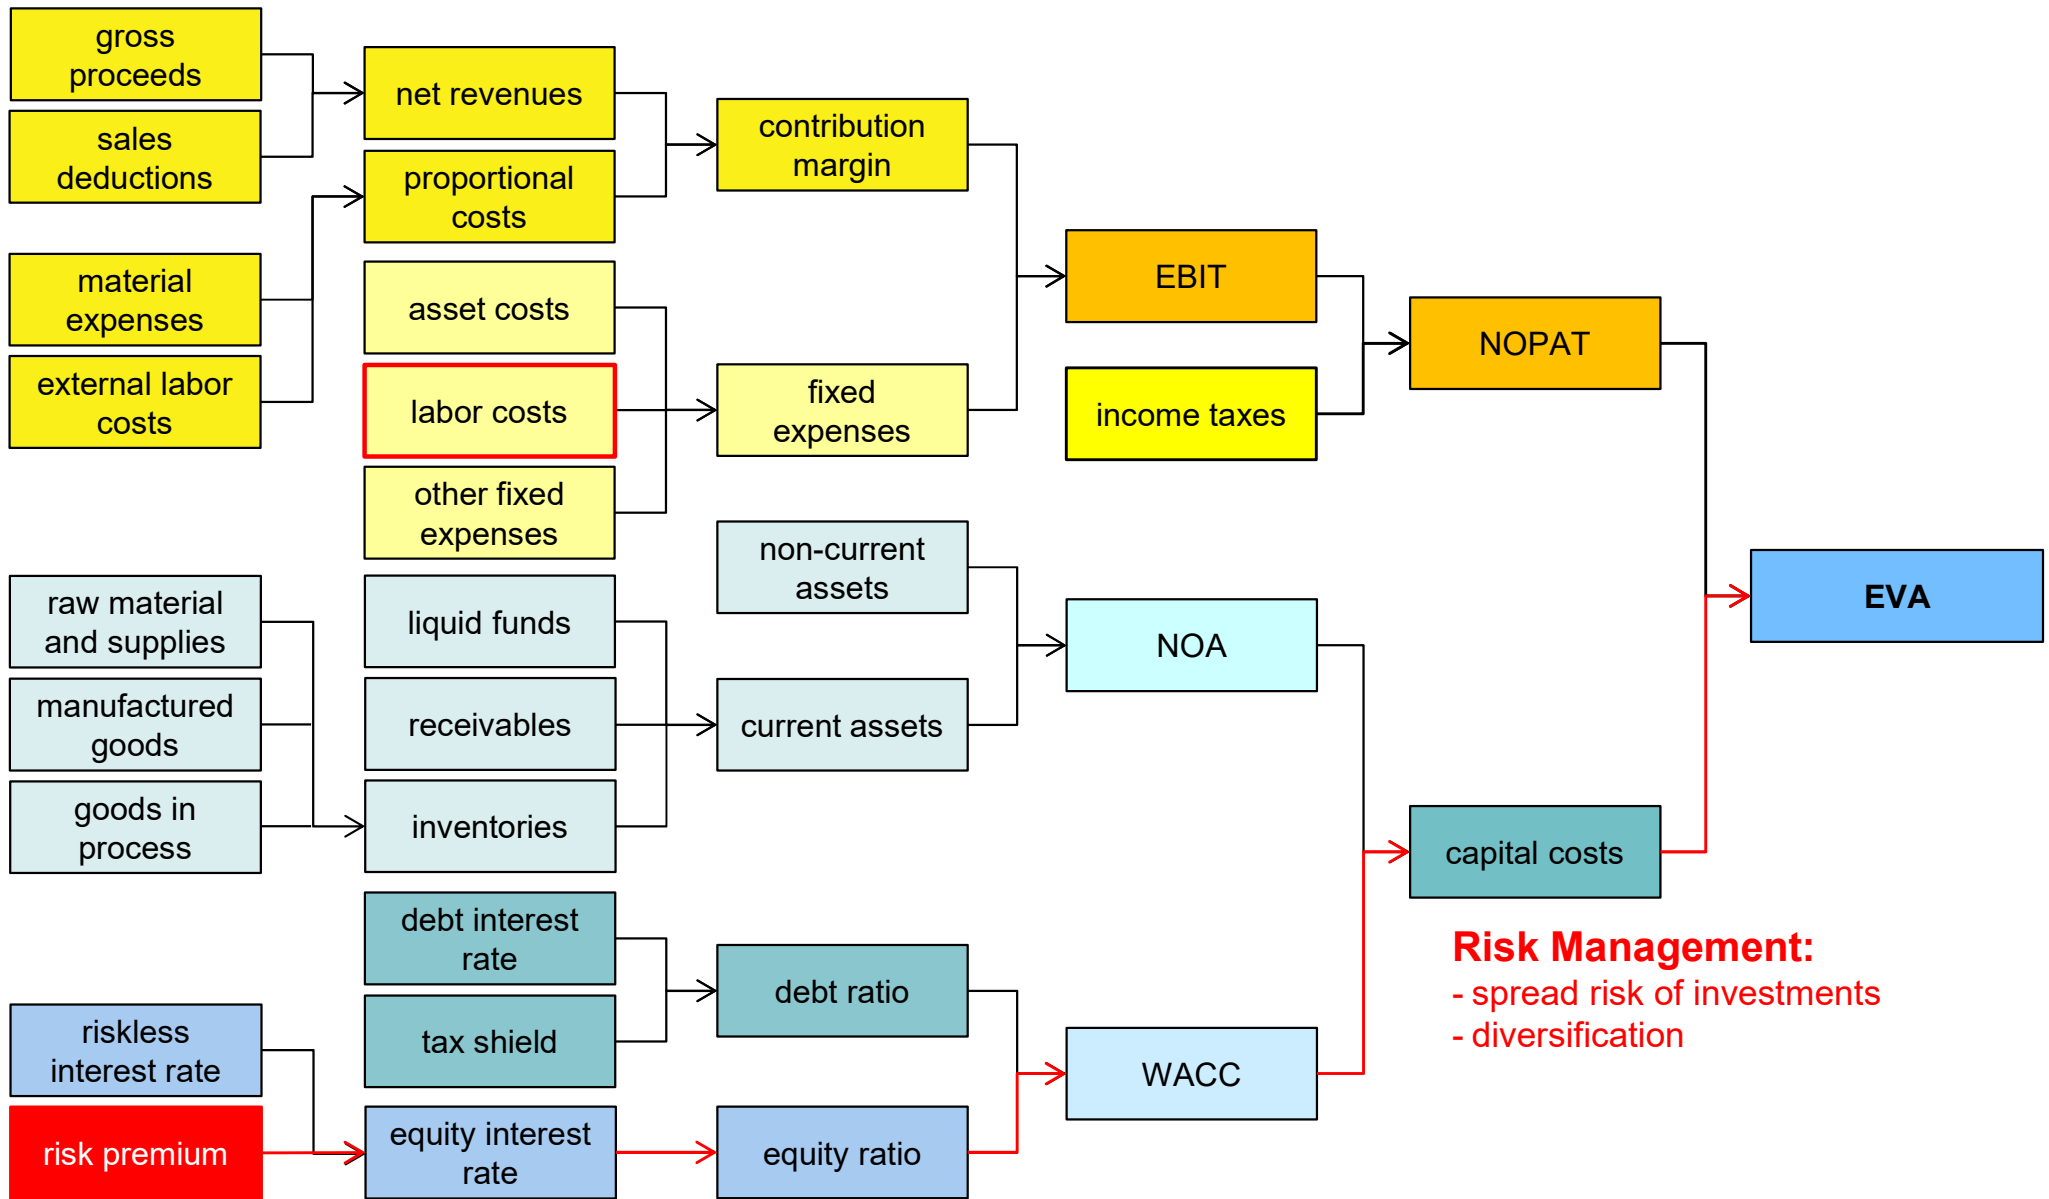 gross
proceeds
sales
deductions
material
expenses
external labor
costs
raw material
and supplies
manufactured
goods
goods in
process
riskless
interest rate
risk premium
net revenues
proportional
costs
asset costs
labor costs
other fixed
expenses
liquid funds
receivables
inventories
debt interest
rate
tax shield
equity interest
rate
contribution
margin
fixed
expenses
non-current
assets
current assets
debt ratio
equity ratio
EBIT
income taxes
NOA
WACC
NOPAT
capital costs
Risk Management:
- spread risk of investments
- diversification
EVA